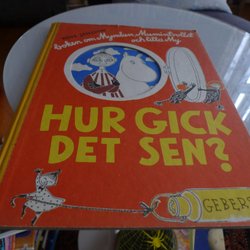 Boken om Mymlan, Mumintrollet
och lilla My
HUR GICK
DET SEN?
GEBERS